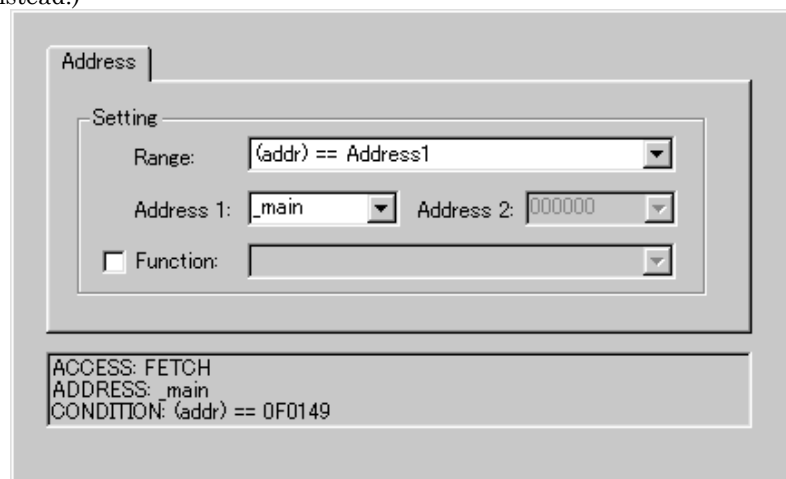 nstead.)
Address
Setting
Range: (addr) == Address1
Address 1: _main Address 2: 000000
Function:
ACCESS: FETCH
ADDRESS: _main
CONDITION: (addr) == 0F0149